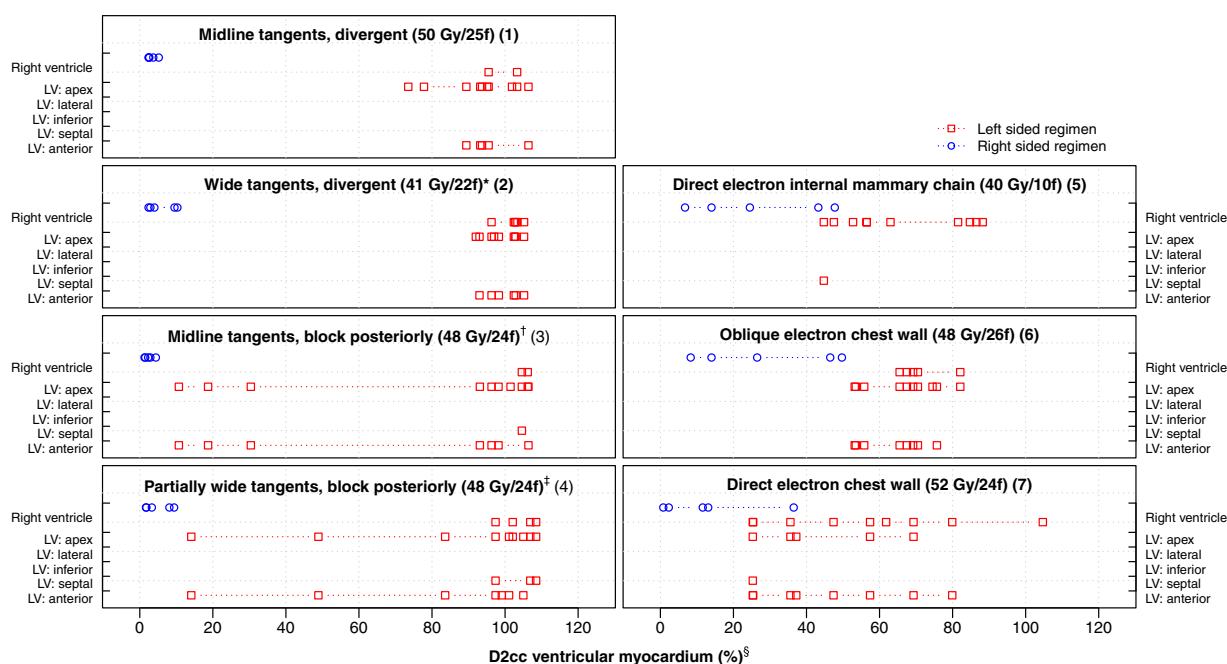 Midline tangents, divergent (50 Gy/25f) (1)
Right ventricle
LV: apex
LV: lateral
LV: inferior
LV: septal
LV: anterior
Left sided regimen
Right sided regimen
Wide tangents, divergent (41 Gy/22f)* (2)
Right ventricle
LV: apex
LV: lateral
LV: inferior
LV: septal
LV: anterior
Direct electron internal mammary chain (40 Gy/10f) (5)
Right ventricle
LV: apex
LV: lateral
LV: inferior
LV: septal
LV: anterior
Midline tangents, block posteriorly (48 Gy/24f)† (3)
Right ventricle
LV: apex
LV: lateral
LV: inferior
LV: septal
LV: anterior
Oblique electron chest wall (48 Gy/26f) (6)
Right ventricle
LV: apex
LV: lateral
LV: inferior
LV: septal
LV: anterior
Partially wide tangents, block posteriorly (48 Gy/24f)‡ (4)
Right ventricle
LV: apex
LV: lateral
LV: inferior
LV: septal
LV: anterior
Direct electron chest wall (52 Gy/24f) (7)
Right ventricle
LV: apex
LV: lateral
LV: inferior
LV: septal
LV: anterior
0 20 40 60 80 100 120
0 20 40 60 80 100 120
D2cc ventricular myocardium (%)§